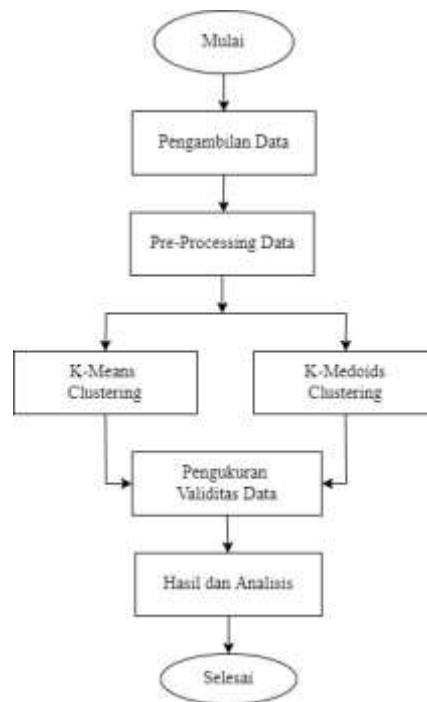 Mulai
Pengambilan Data
Pre-Processing Data
K-Means
Clustering
K-Medoids
Clustering
Pengukuran
Validitas Data
Hasil dan Analisis
Selesai